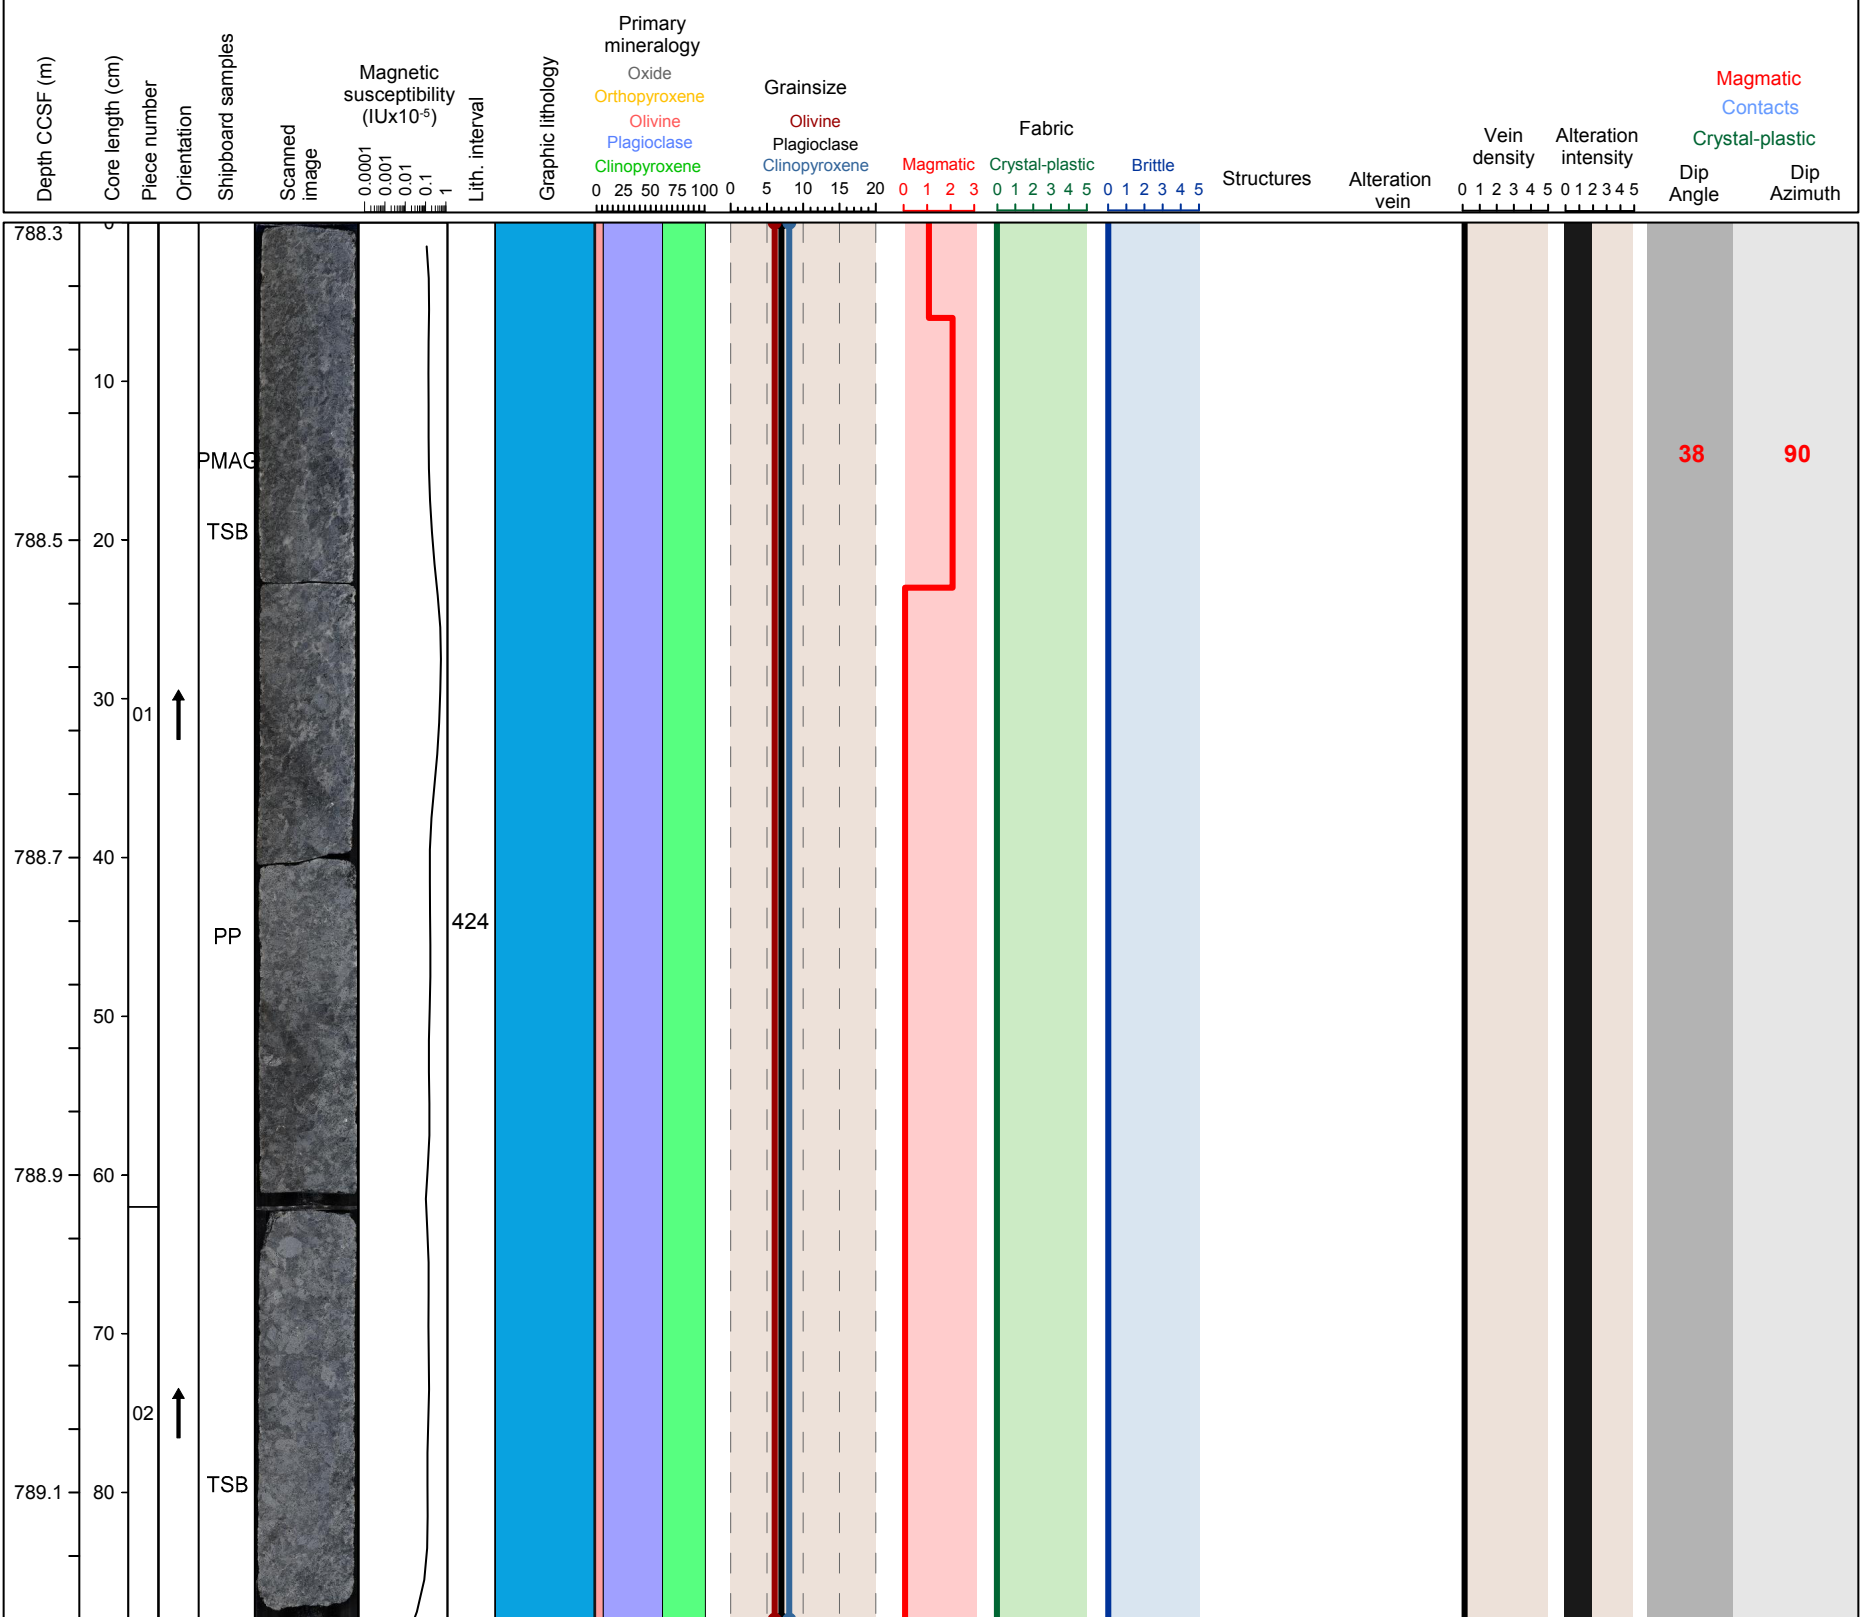 Depth CCSF (m)
Core length (cm)
Piece number
Orientation
Shipboard samples
Scanned
image
Magnetic
susceptibility
(IUx10-5)
0.0001
0.001
0.01
0.1
1
Lith. interval
Graphic lithology
Primary
mineralogy
Oxide
Orthopyroxene
Olivine
Plagioclase
Clinopyroxene
0 25 50 75 100
Grainsize
Olivine
Plagioclase
Clinopyroxene
0 5 10 15 20
Fabric
Magmatic
0 1 2 3
Crystal-plastic
0 1 2 3 4 5
Brittle
0 1 2 3 4 5
Structures
Alteration
vein
Vein
density
0 1 2 3 4 5
Alteration
intensity
0 1 2 3 4 5
Magmatic
Contacts
Crystal-plastic
Dip
Angle
Dip
Azimuth
788.3
0
10
PMAG
38 90
TSB
788.5 20
30
01
788.7 40
424
PP
50
788.9 60
70
02
TSB
789.1 80